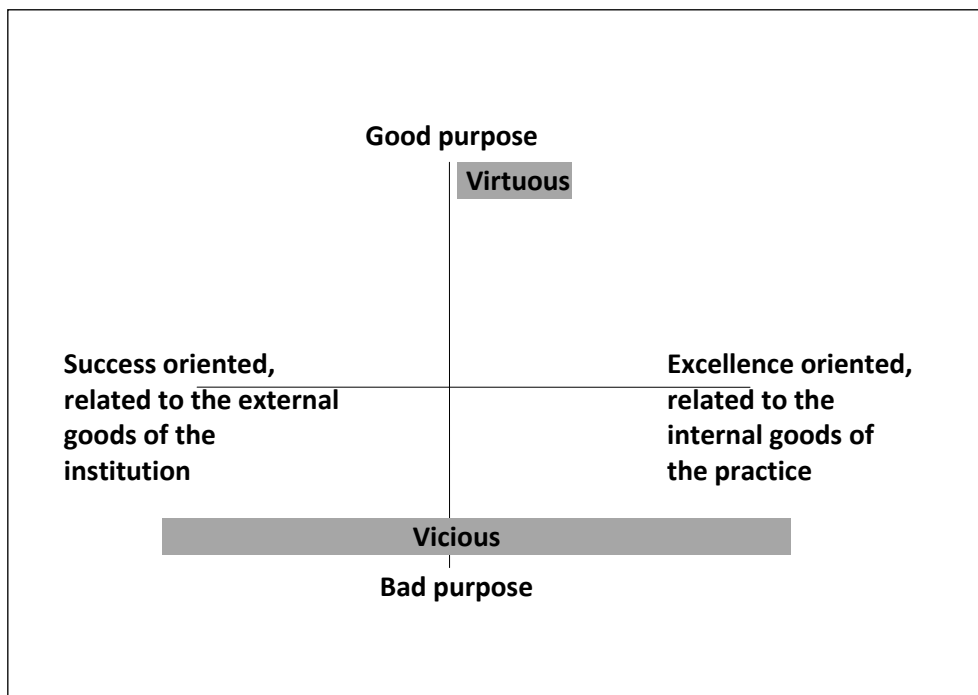 Good purpose
Virtuous
Success oriented,
related to the external
goods of the
institution
Excellence oriented,
related to the
internal goods of
the practice
Vicious
Bad purpose